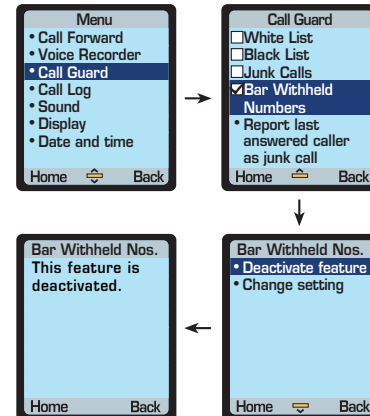 Menu
• Call Forward
• Voice Recorder
• Call Guard
• Call Log
• Sound
• Display
• Date and time
Home Back
Call Guard
White List
Black List
Junk Calls
Bar Withheld
Numbers
• Report last
answered caller
as junk call
Home Back
Bar Withheld Nos.
• Deactivate feature
• Change setting
Home Back
Bar Withheld Nos.
This feature is
deactivated.
Home Back